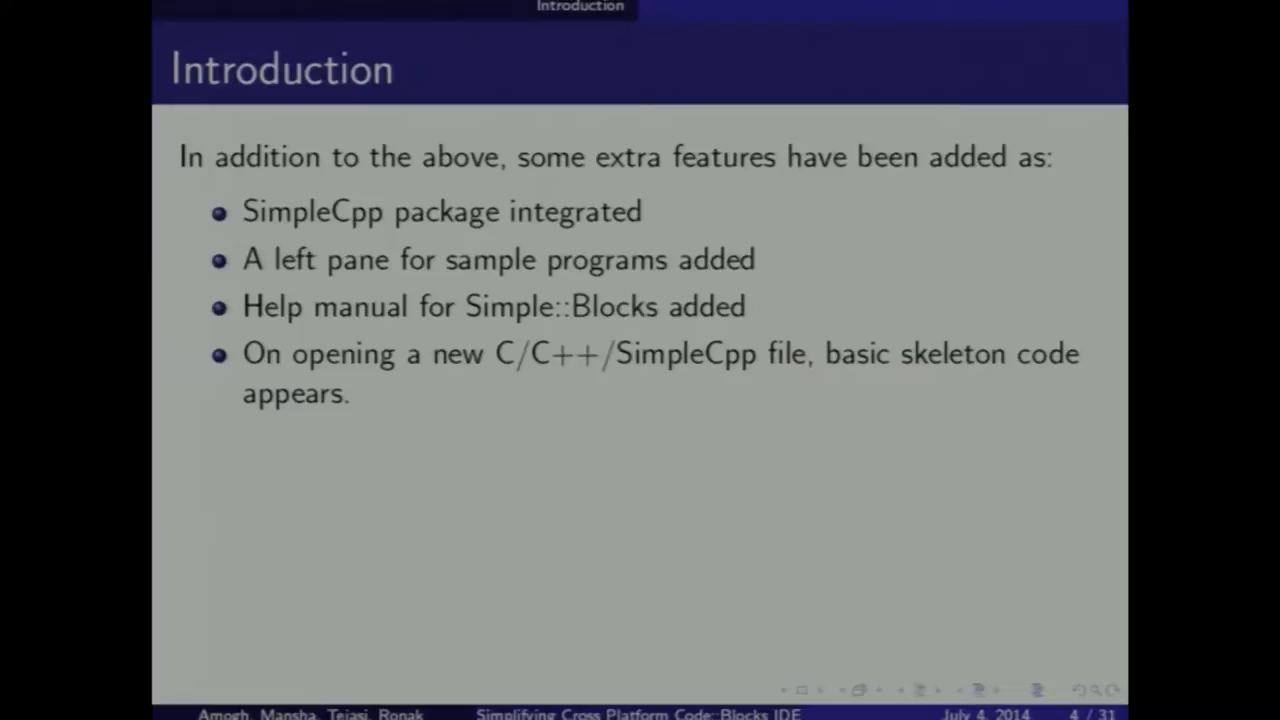 Introduction
Introduction
In addition to the above, some extra features have been added as:
SimpleCpp package integrated
A left pane for sample programs added
Help manual for Simple::Blocks added
On opening a new C/C++/SimpleCpp file, basic skeleton code
appears.
Amogh, Mansha, Tejasi, Ronak Simplifying Cross Platform Code::Blocks IDE July 4, 2014 4 / 31